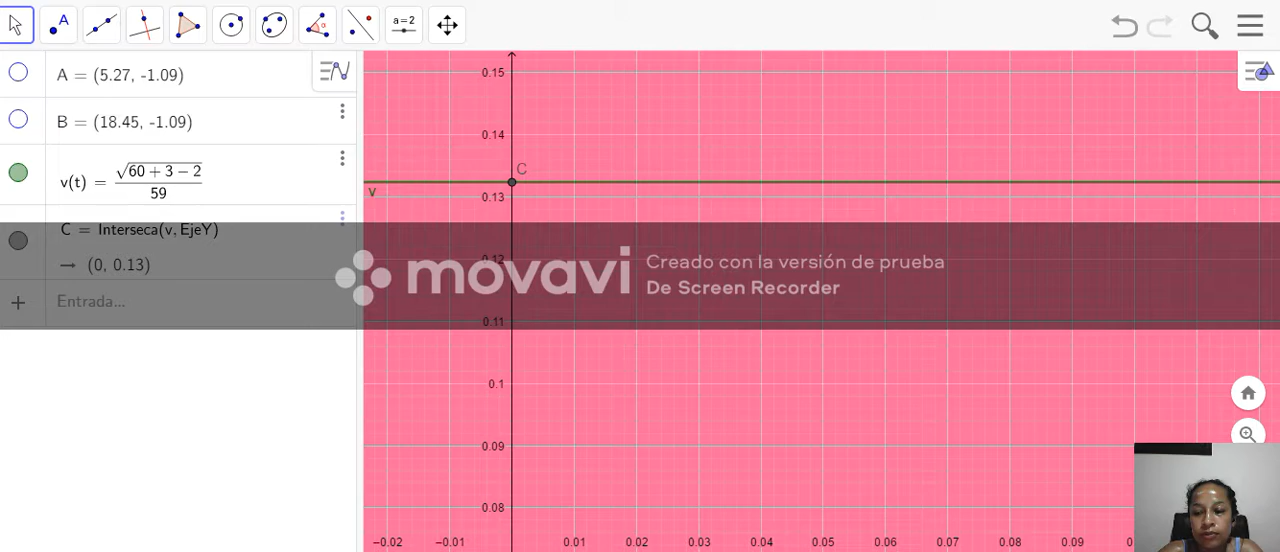 A
a=2
A = (5.27, -1.09)
B = (18.45, -1.09)
v(t) = √(60 + 3 − 2) / 59
C = Interseca(v, EjeY)
→ (0, 0.13)
+ Entrada...
0.15
0.14
C
0.13
v
0.12
0.11
0.1
0.09
0.08
−0.02 −0.01 0.01 0.02 0.03 0.04 0.05 0.06 0.07 0.08 0.09
movavi
Creado con la versión de prueba
De Screen Recorder